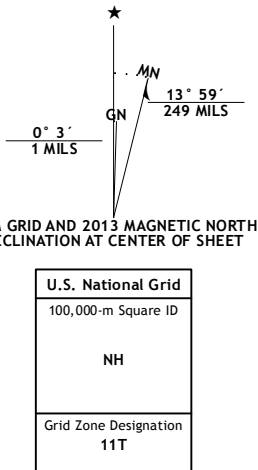 ★
MN
GN
13° 59´
249 MILS
0° 3´
1 MILS
GRID AND 2013 MAGNETIC NORTH
AT CENTER OF SHEET
U.S. National Grid
100,000-m Square ID
NH
Grid Zone Designation
11T